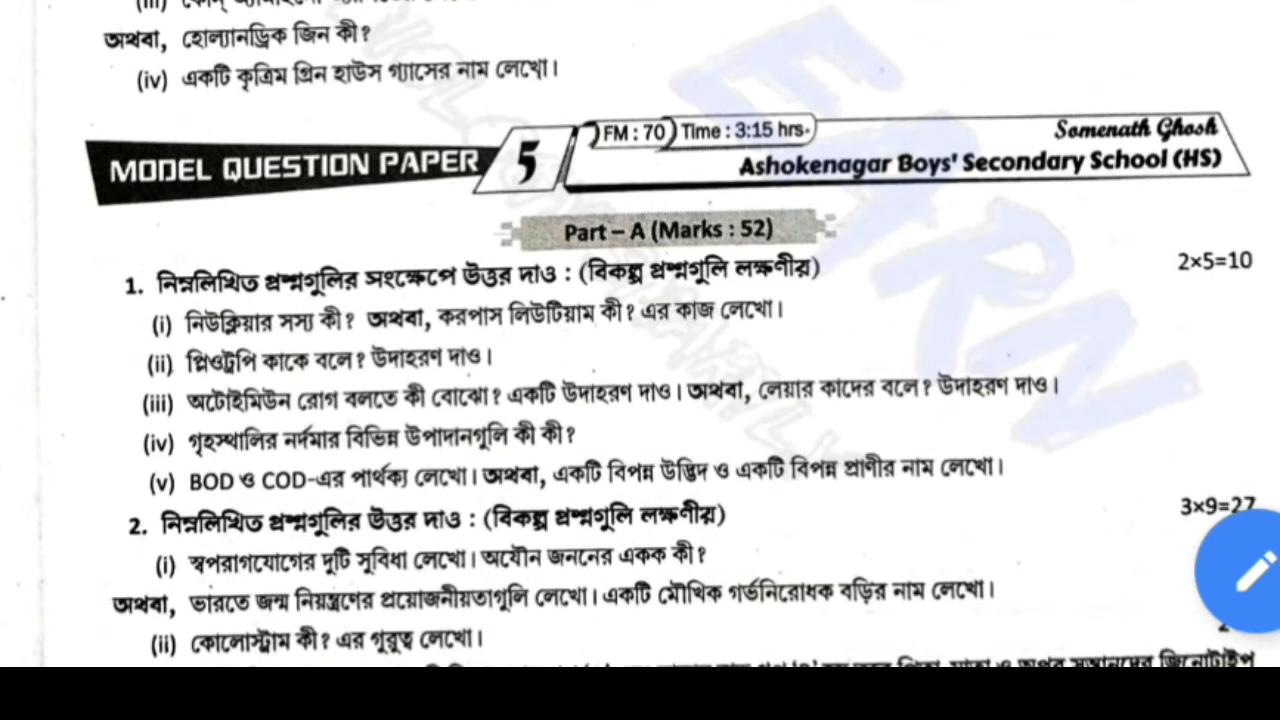 অথবা, হোল্যানড্রিক জিন কী?
(iv) একটি কৃত্রিম গ্রিন হাউস গ্যাসের নাম লেখো।
MODEL QUESTION PAPER 5 FM : 70 Time : 3:15 hrs. Somenath Ghosh
Ashokenagar Boys' Secondary School (HS)
Part – A (Marks : 52)
1. নিম্নলিখিত প্রশ্নগুলির সংক্ষেপে উত্তর দাও : (বিকল্প প্রশ্নগুলি লক্ষণীয়) 2×5=10
(i) নিউক্লিয়ার সস্য কী? অথবা, করপাস লিউটিয়াম কী? এর কাজ লেখো।
(ii) প্লিওট্রপি কাকে বলে? উদাহরণ দাও।
(iii) অটোইমিউন রোগ বলতে কী বোঝো? একটি উদাহরণ দাও। অথবা, লেয়ার কাদের বলে? উদাহরণ দাও।
(iv) গৃহস্থালির নর্দমার বিভিন্ন উপাদানগুলি কী কী?
(v) BOD ও COD-এর পার্থক্য লেখো। অথবা, একটি বিপন্ন উদ্ভিদ ও একটি বিপন্ন প্রাণীর নাম লেখো।
2. নিম্নলিখিত প্রশ্নগুলির উত্তর দাও : (বিকল্প প্রশ্নগুলি লক্ষণীয়) 3×9=27
(i) স্বপরাগযোগের দুটি সুবিধা লেখো। অযৌন জননের একক কী?
অথবা, ভারতে জন্ম নিয়ন্ত্রণের প্রয়োজনীয়তাগুলি লেখো। একটি মৌখিক গর্ভনিরোধক বড়ির নাম লেখো।
(ii) কোলোস্ট্রাম কী? এর গুরুত্ব লেখো।